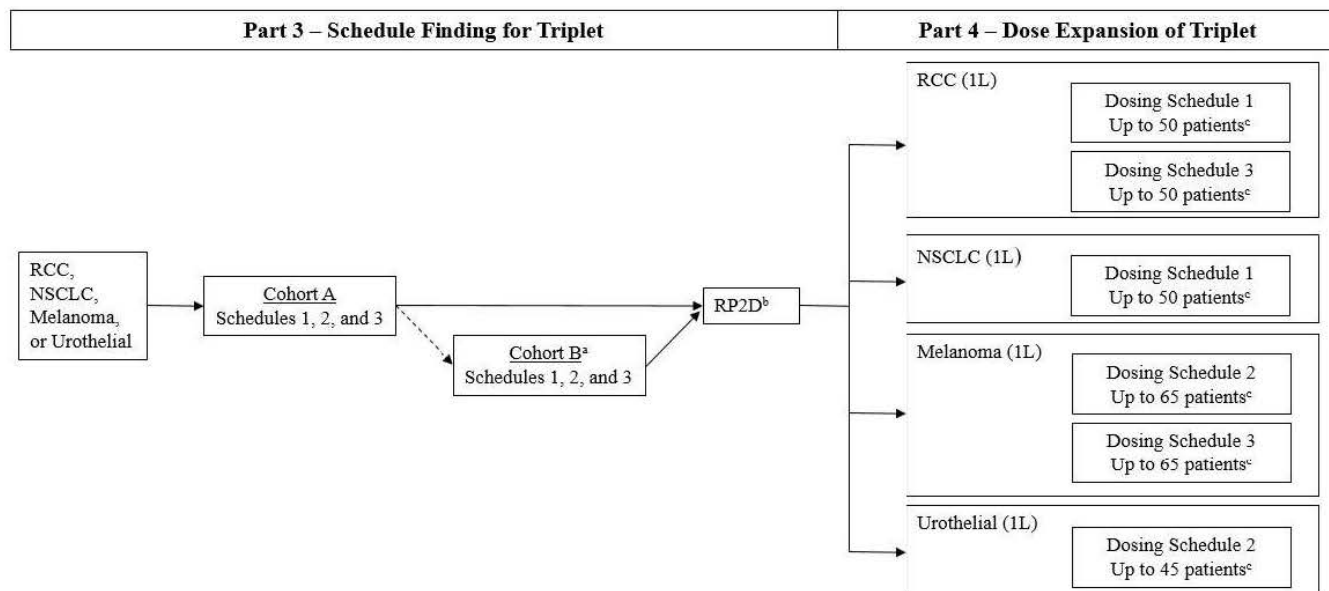 Part 3 – Schedule Finding for Triplet
Part 4 – Dose Expansion of Triplet
RCC,
NSCLC,
Melanoma,
or Urothelial
Cohort A
Schedules 1, 2, and 3
Cohort Bᵃ
Schedules 1, 2, and 3
RP2Dᵇ
RCC (1L)
Dosing Schedule 1
Up to 50 patientsᶜ
Dosing Schedule 3
Up to 50 patientsᶜ
NSCLC (1L)
Dosing Schedule 1
Up to 50 patientsᶜ
Melanoma (1L)
Dosing Schedule 2
Up to 65 patientsᶜ
Dosing Schedule 3
Up to 65 patientsᶜ
Urothelial (1L)
Dosing Schedule 2
Up to 45 patientsᶜ